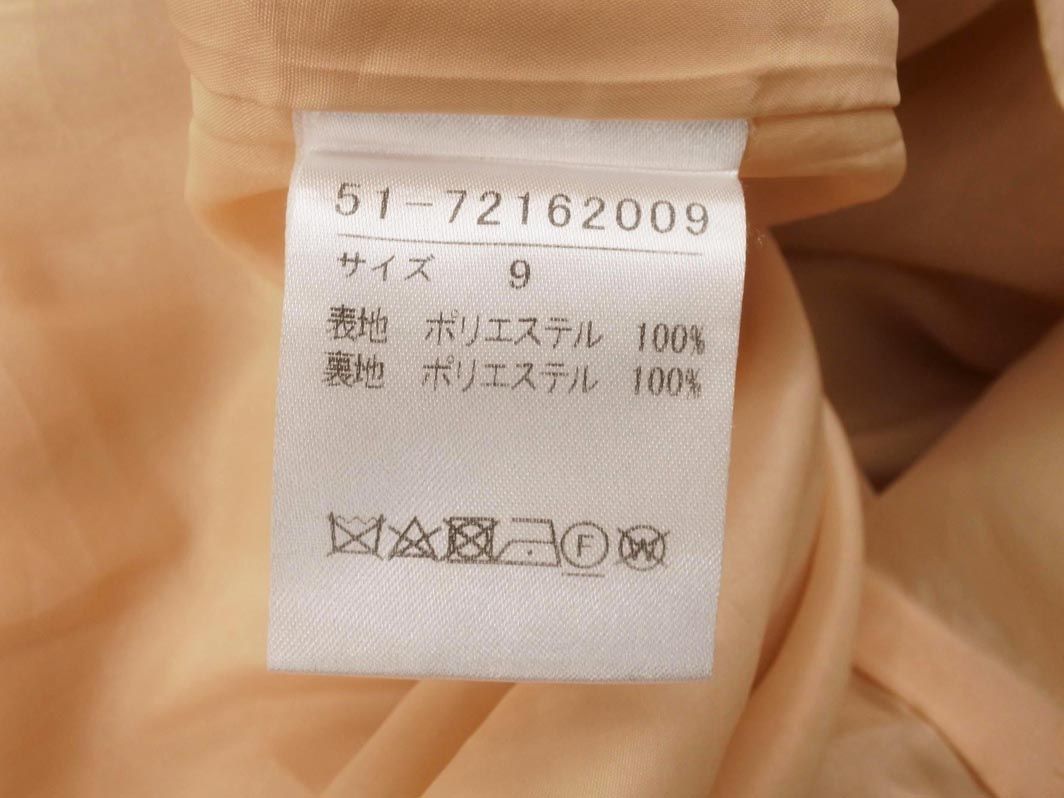 51-72162009
サイズ 9
表地 ポリエステル 100%
裏地 ポリエステル 100%
F W